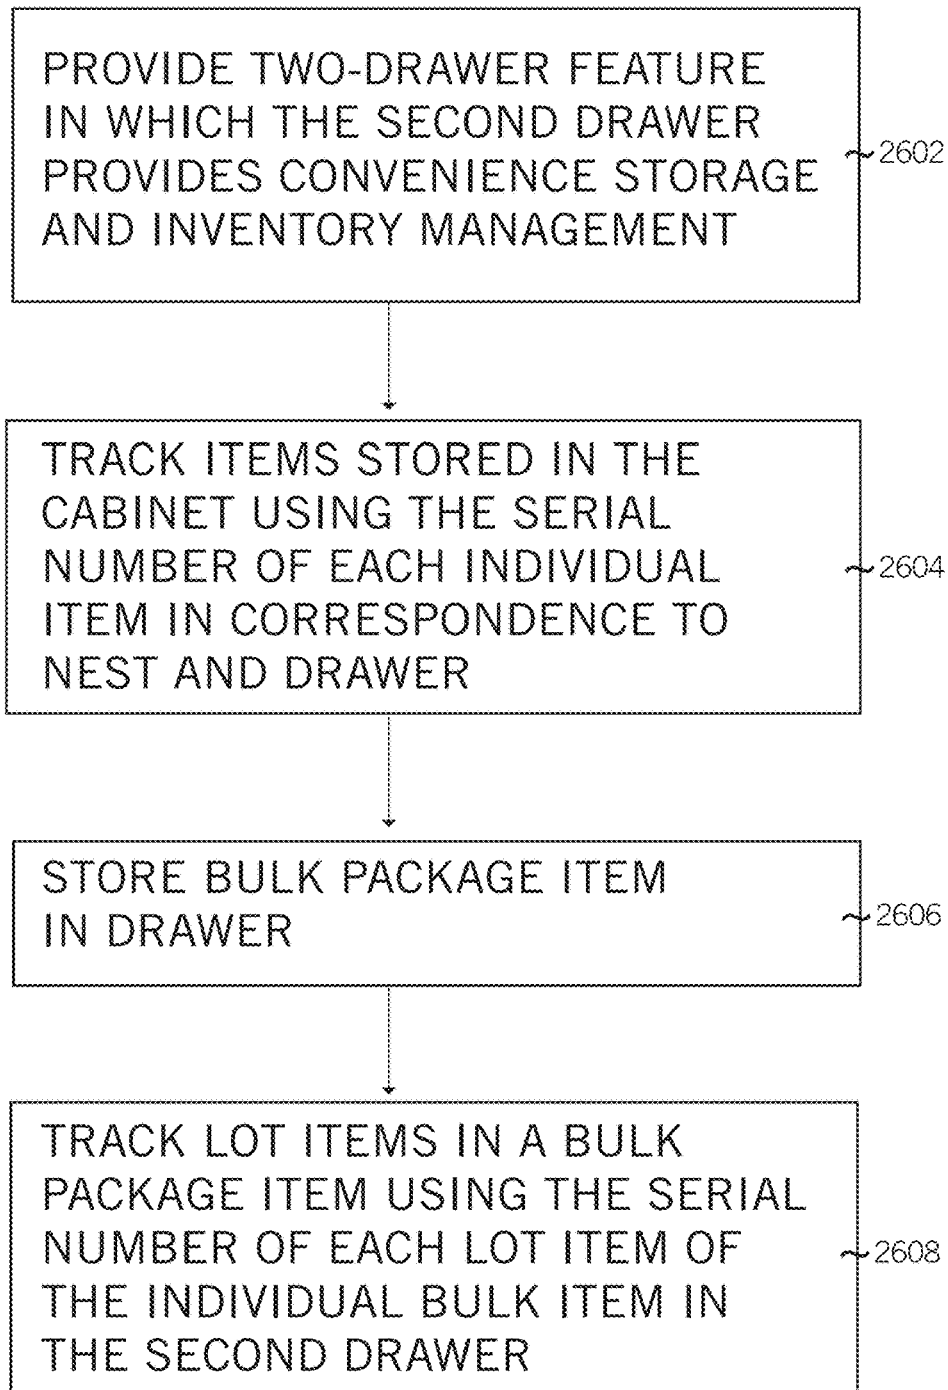 PROVIDE TWO-DRAWER FEATURE
IN WHICH THE SECOND DRAWER
PROVIDES CONVENIENCE STORAGE
AND INVENTORY MANAGEMENT
2602
TRACK ITEMS STORED IN THE
CABINET USING THE SERIAL
NUMBER OF EACH INDIVIDUAL
ITEM IN CORRESPONDENCE TO
NEST AND DRAWER
2604
STORE BULK PACKAGE ITEM
IN DRAWER
2606
TRACK LOT ITEMS IN A BULK
PACKAGE ITEM USING THE SERIAL
NUMBER OF EACH LOT ITEM OF
THE INDIVIDUAL BULK ITEM IN
THE SECOND DRAWER
2608